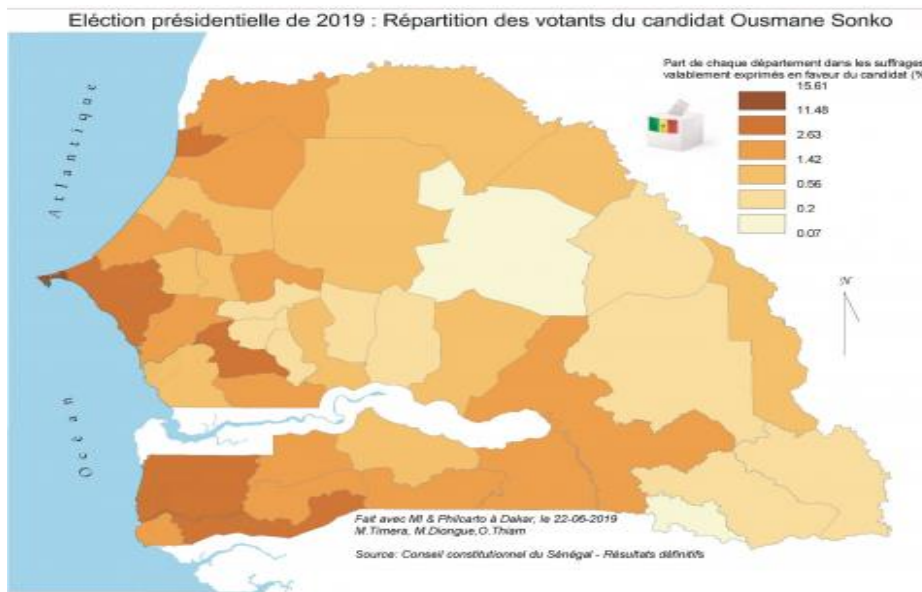 Eléction présidentielle de 2019 : Répartition des votants du candidat Ousmane Sonko
Part de chaque département dans les suffrages
valablement exprimés en faveur du candidat (%
15.61
11.48
2.63
1.42
0.56
0.2
0.07
Atlantique
Océan
N
Fait avec MI & Philcarto à Dakar, le 22-06-2019
M.Timera, M.Diongue,O.Thiam
Source: Conseil constitutionnel du Sénégal - Résultats définitifs